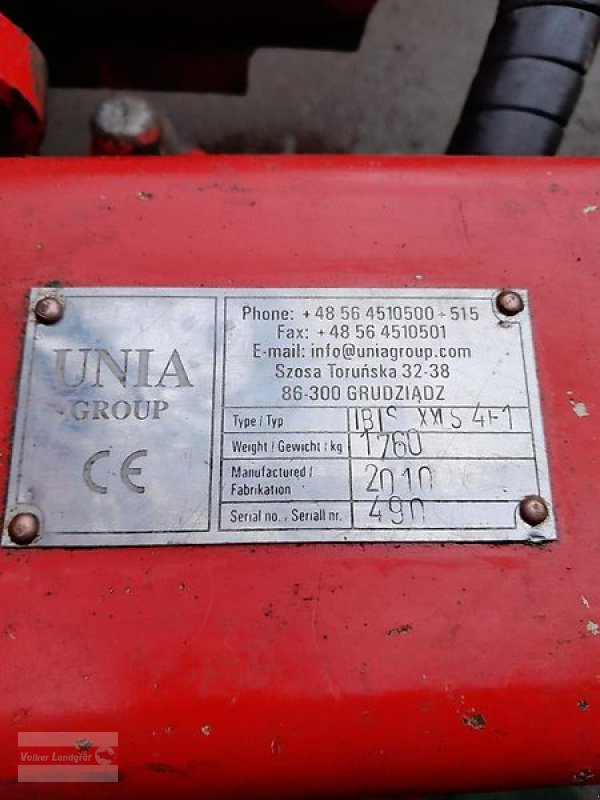 UNIA
GROUP
CE
Phone: +48 56 4510500÷515
Fax: +48 56 4510501
E-mail: info@uniagroup.com
Szosa Toruńska 32-38
86-300 GRUDZIĄDZ
Type / Typ IBIS S 4+1
Weight / Gewicht / kg 1760
Manufactured / Fabrikation 2010
Serial no. , Seriall nr. 490
Volker Landgraf